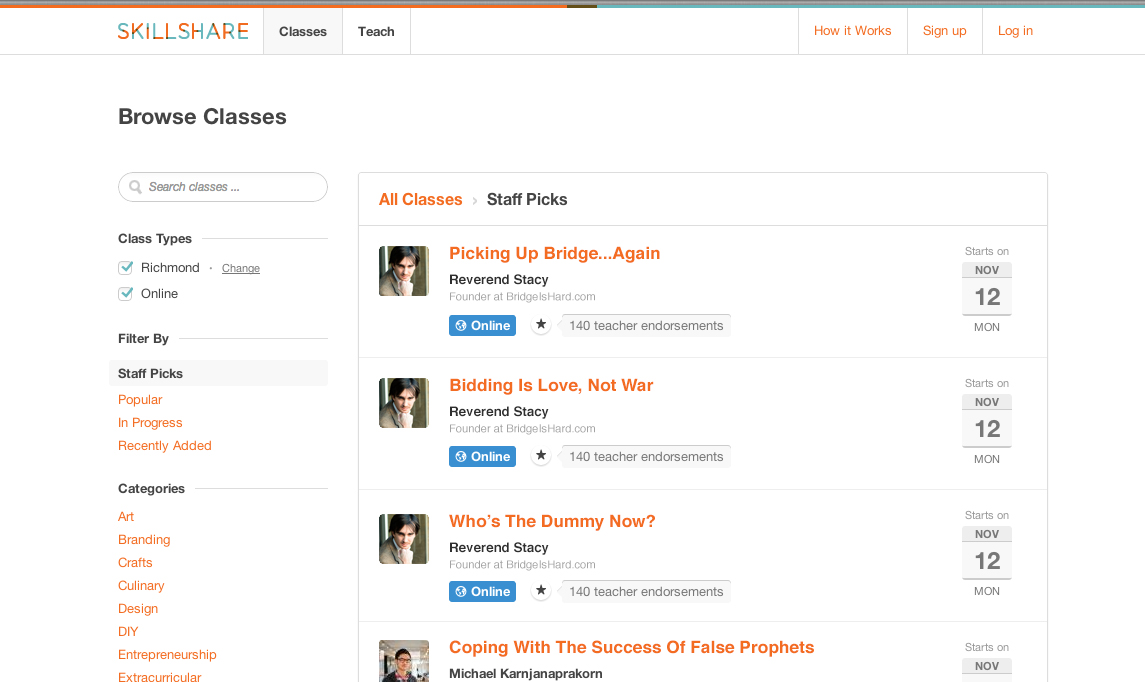 SKILLSHARE
Classes
Teach
How it Works
Sign up
Log in
Browse Classes
Search classes ...
Class Types
Richmond · Change
Online
Filter By
Staff Picks
Popular
In Progress
Recently Added
Categories
Art
Branding
Crafts
Culinary
Design
DIY
Entrepreneurship
Extracurricular
All Classes › Staff Picks
Picking Up Bridge...Again
Reverend Stacy
Founder at BridgeIsHard.com
Online
140 teacher endorsements
Starts on
NOV
12
MON
Bidding Is Love, Not War
Reverend Stacy
Founder at BridgeIsHard.com
Online
140 teacher endorsements
Starts on
NOV
12
MON
Who's The Dummy Now?
Reverend Stacy
Founder at BridgeIsHard.com
Online
140 teacher endorsements
Starts on
NOV
12
MON
Coping With The Success Of False Prophets
Michael Karnjanaprakorn
Starts on
NOV